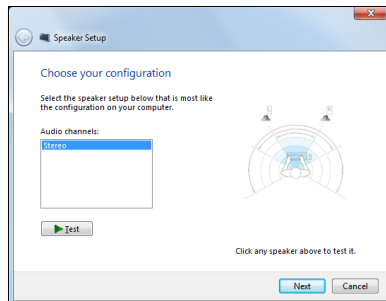 Speaker Setup
Choose your configuration
Select the speaker setup below that is most like
the configuration on your computer.
Audio channels:
Stereo
Test
Click any speaker above to test it.
Next
Cancel